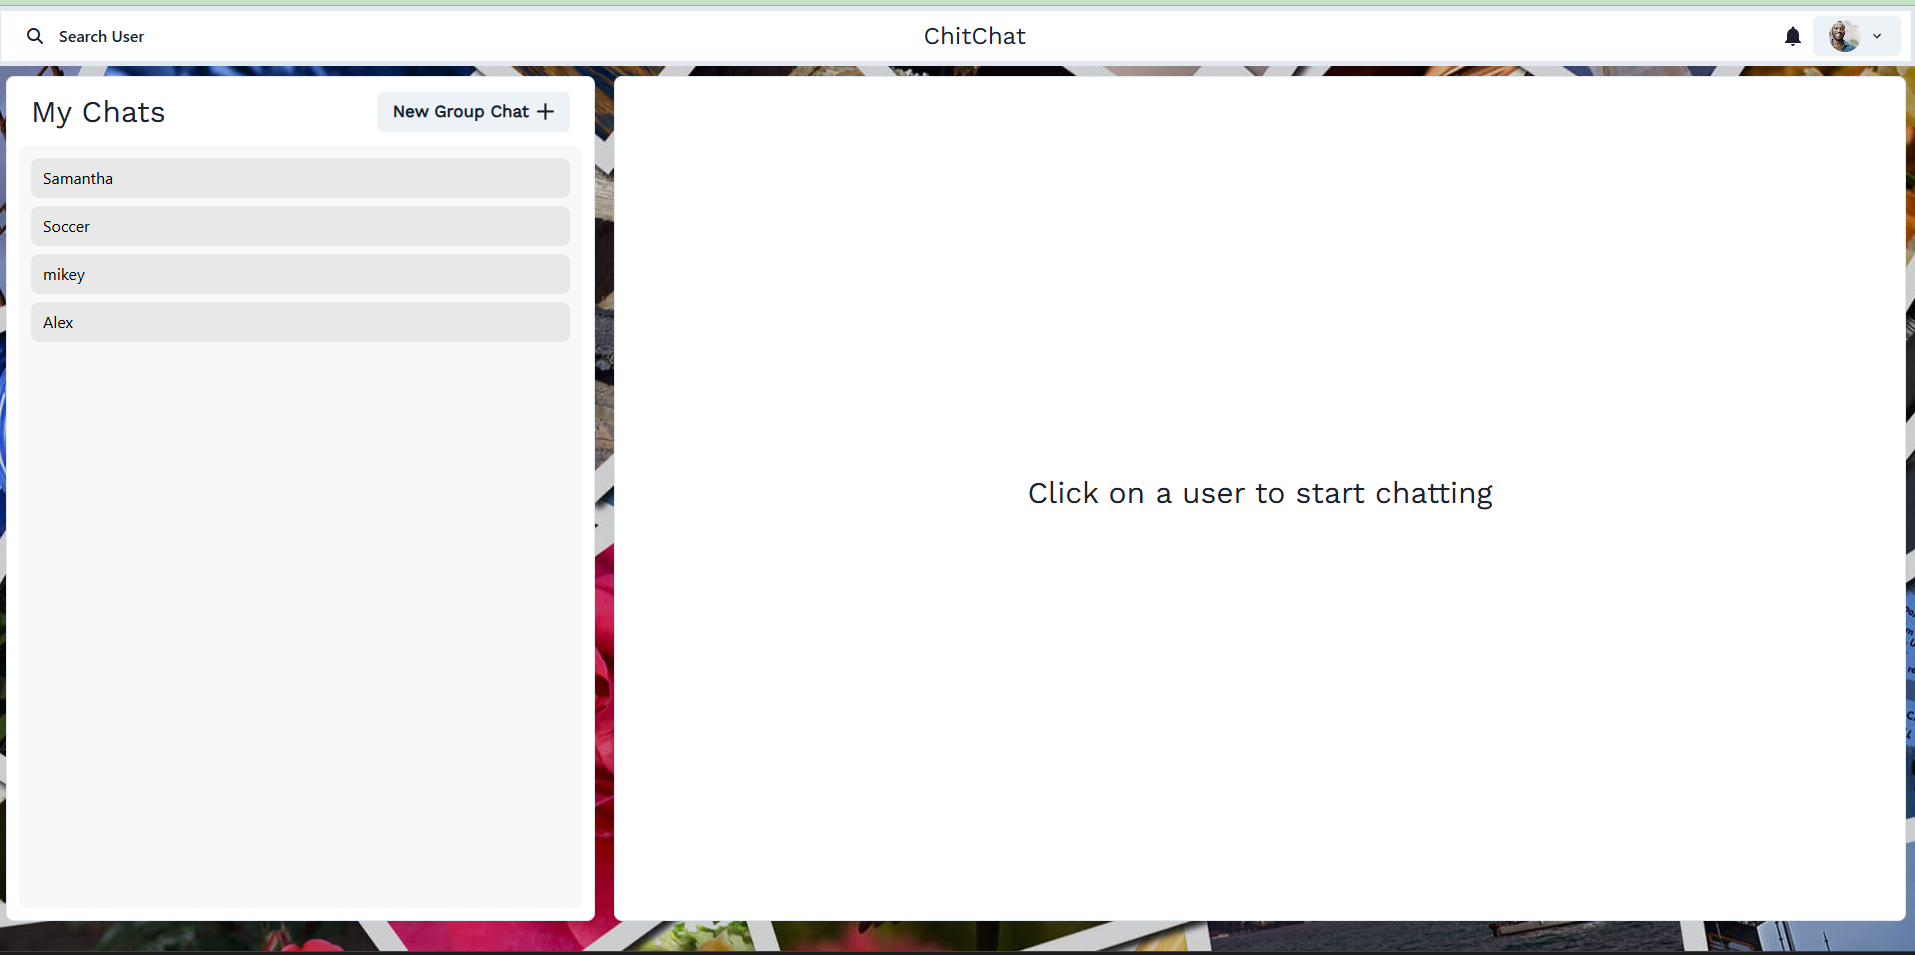 Search User
ChitChat
My Chats
New Group Chat
Samantha
Soccer
mikey
Alex
Click on a user to start chatting